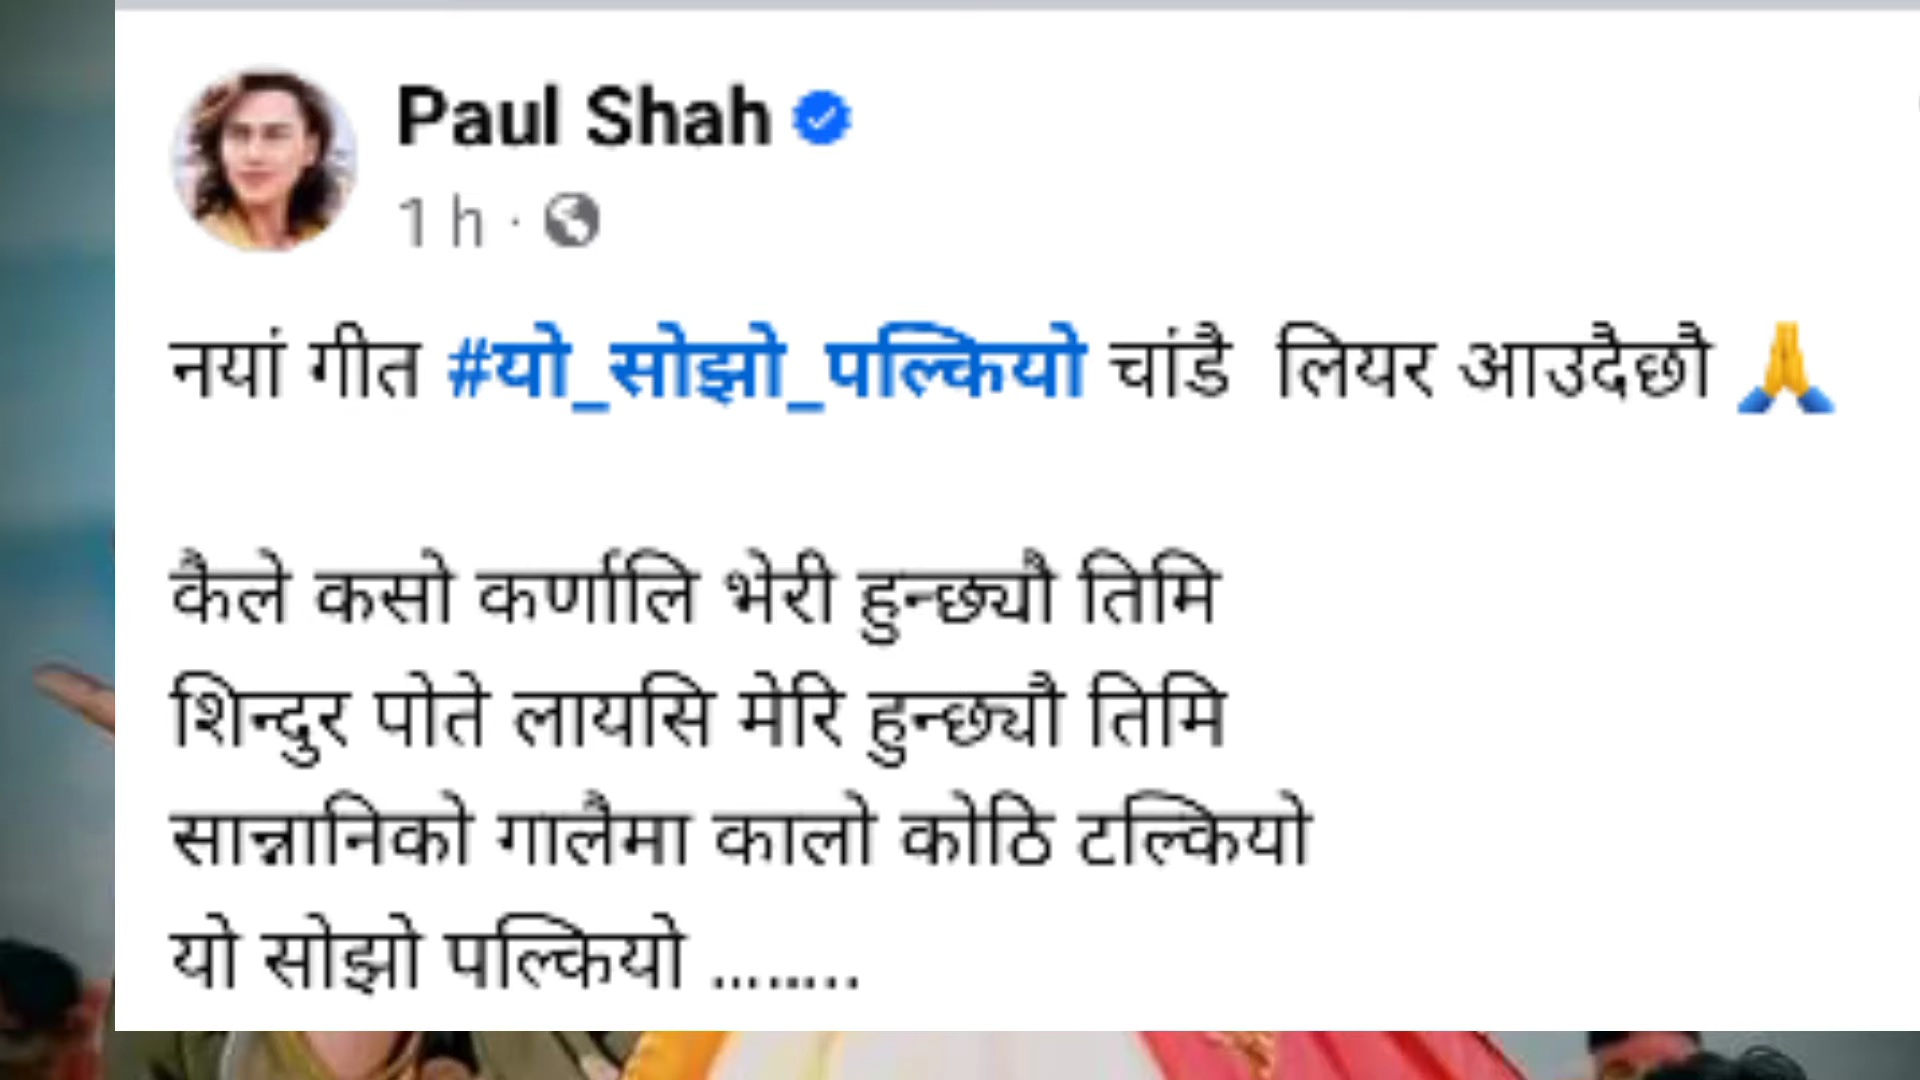 Paul Shah
1 h ·
नयां गीत #यो_सोझो_पल्कियो चांडै लियर आउदैछौ 🙏
कैले कसो कर्णालि भेरी हुन्छ्यौ तिमि
शिन्दुर पोते लायसि मेरि हुन्छ्यौ तिमि
सान्नानिको गालैमा कालो कोठि टल्कियो
यो सोझो पल्कियो ........